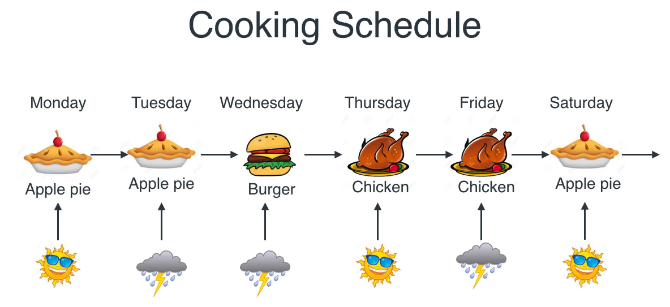 Cooking Schedule
Monday Tuesday Wednesday Thursday Friday Saturday
Apple pie Apple pie Burger Chicken Chicken Apple pie